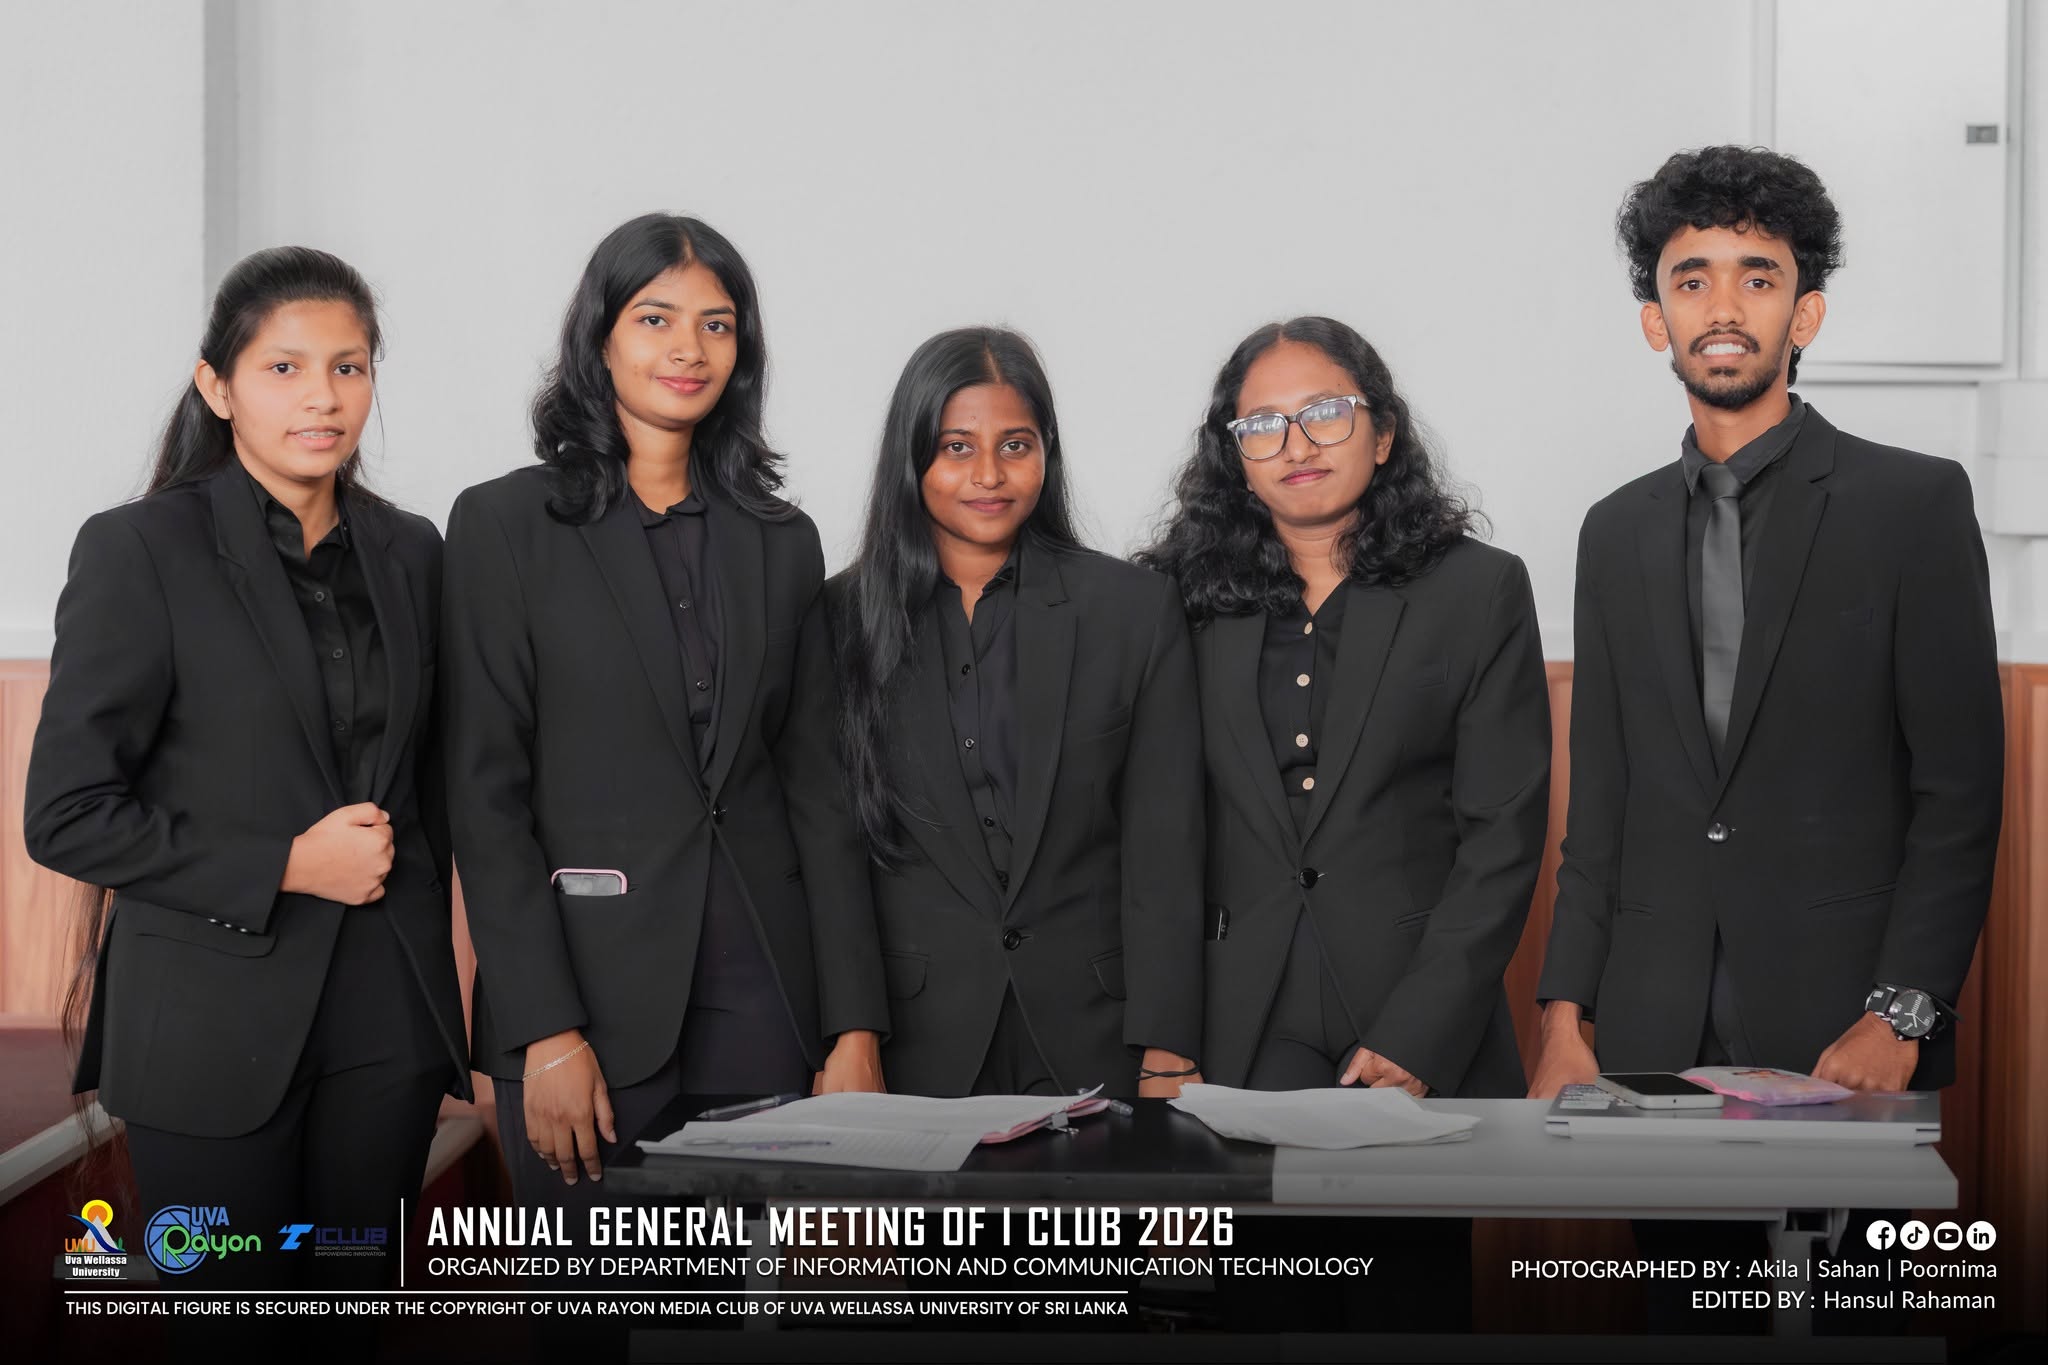 UWU
Uva Wellassa
University
UVA
Rayon
ICLUB
BRIDGING GENERATIONS,
EMPOWERING INNOVATION
ANNUAL GENERAL MEETING OF I CLUB 2026
ORGANIZED BY DEPARTMENT OF INFORMATION AND COMMUNICATION TECHNOLOGY
THIS DIGITAL FIGURE IS SECURED UNDER THE COPYRIGHT OF UVA RAYON MEDIA CLUB OF UVA WELLASSA UNIVERSITY OF SRI LANKA
PHOTOGRAPHED BY : Akila | Sahan | Poornima
EDITED BY : Hansul Rahaman